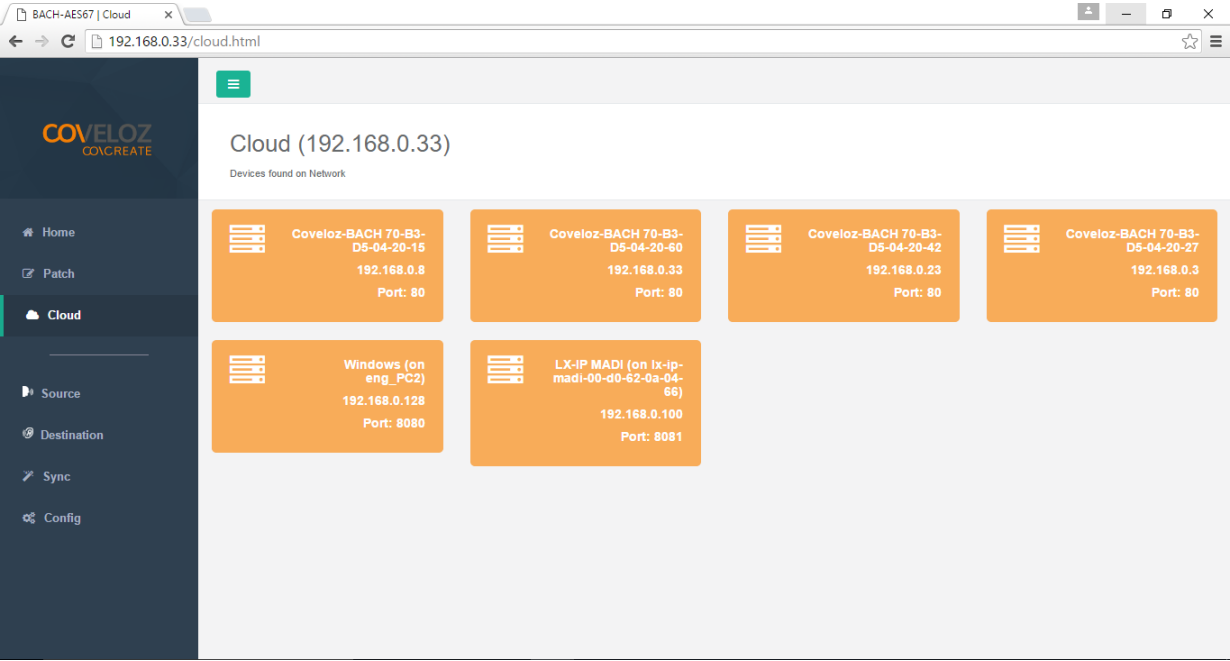 BACH-AES67 | Cloud
192.168.0.33/cloud.html
COVELOZ
CO\CREATE
Cloud (192.168.0.33)
Devices found on Network
Home
Patch
Cloud
Source
Destination
Sync
Config
Coveloz-BACH 70-B3-
D5-04-20-15
192.168.0.8
Port: 80
Coveloz-BACH 70-B3-
D5-04-20-60
192.168.0.33
Port: 80
Coveloz-BACH 70-B3-
D5-04-20-42
192.168.0.23
Port: 80
Coveloz-BACH 70-B3-
D5-04-20-27
192.168.0.3
Port: 80
Windows (on
eng_PC2)
192.168.0.128
Port: 8080
LX-IP MADI (on lx-ip-
madi-00-d0-62-0a-04-
66)
192.168.0.100
Port: 8081